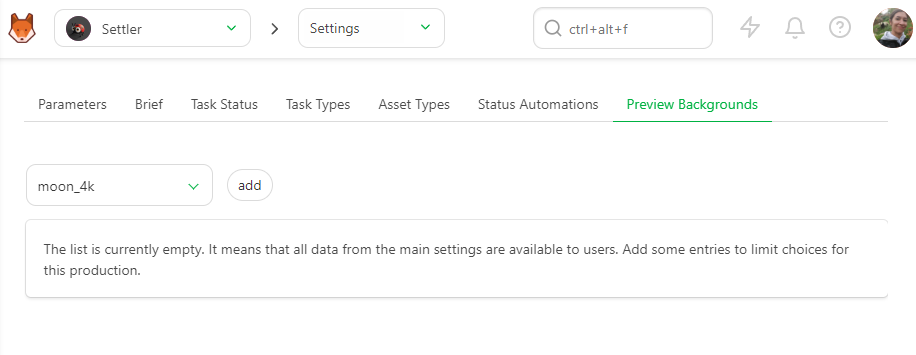 Settler
Settings
ctrl+alt+f
Parameters Brief Task Status Task Types Asset Types Status Automations Preview Backgrounds
moon_4k
add
The list is currently empty. It means that all data from the main settings are available to users. Add some entries to limit choices for
this production.